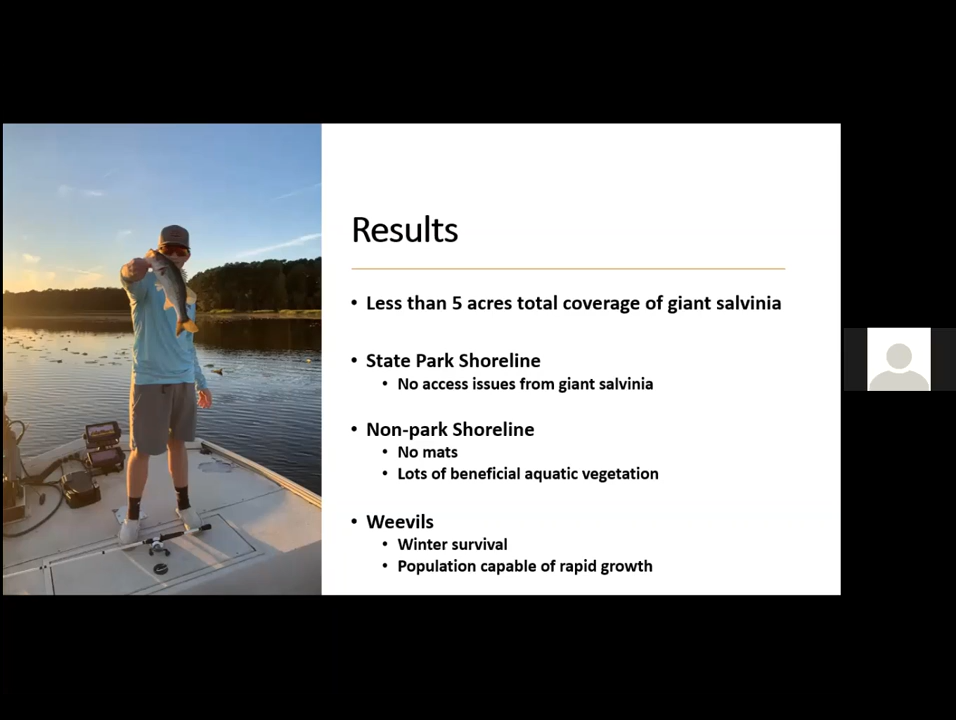 Results
• Less than 5 acres total coverage of giant salvinia
• State Park Shoreline
• No access issues from giant salvinia
• Non-park Shoreline
• No mats
• Lots of beneficial aquatic vegetation
• Weevils
• Winter survival
• Population capable of rapid growth